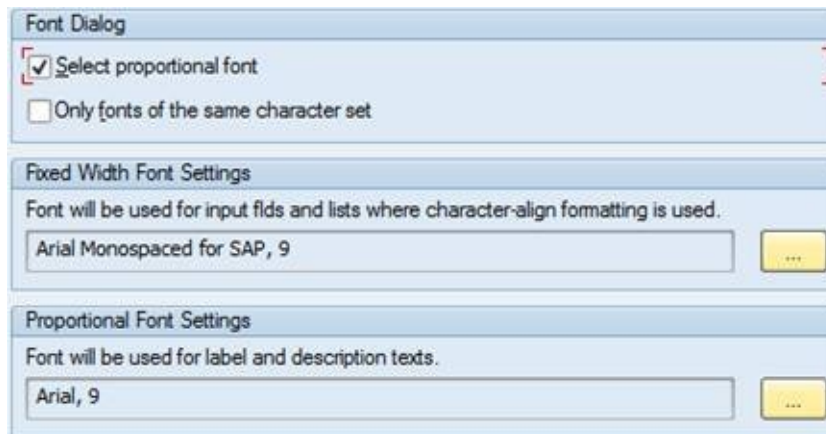 Font Dialog
Select proportional font
Only fonts of the same character set
Fixed Width Font Settings
Font will be used for input flds and lists where character-align formatting is used.
Arial Monospaced for SAP, 9
...
Proportional Font Settings
Font will be used for label and description texts.
Arial, 9
...